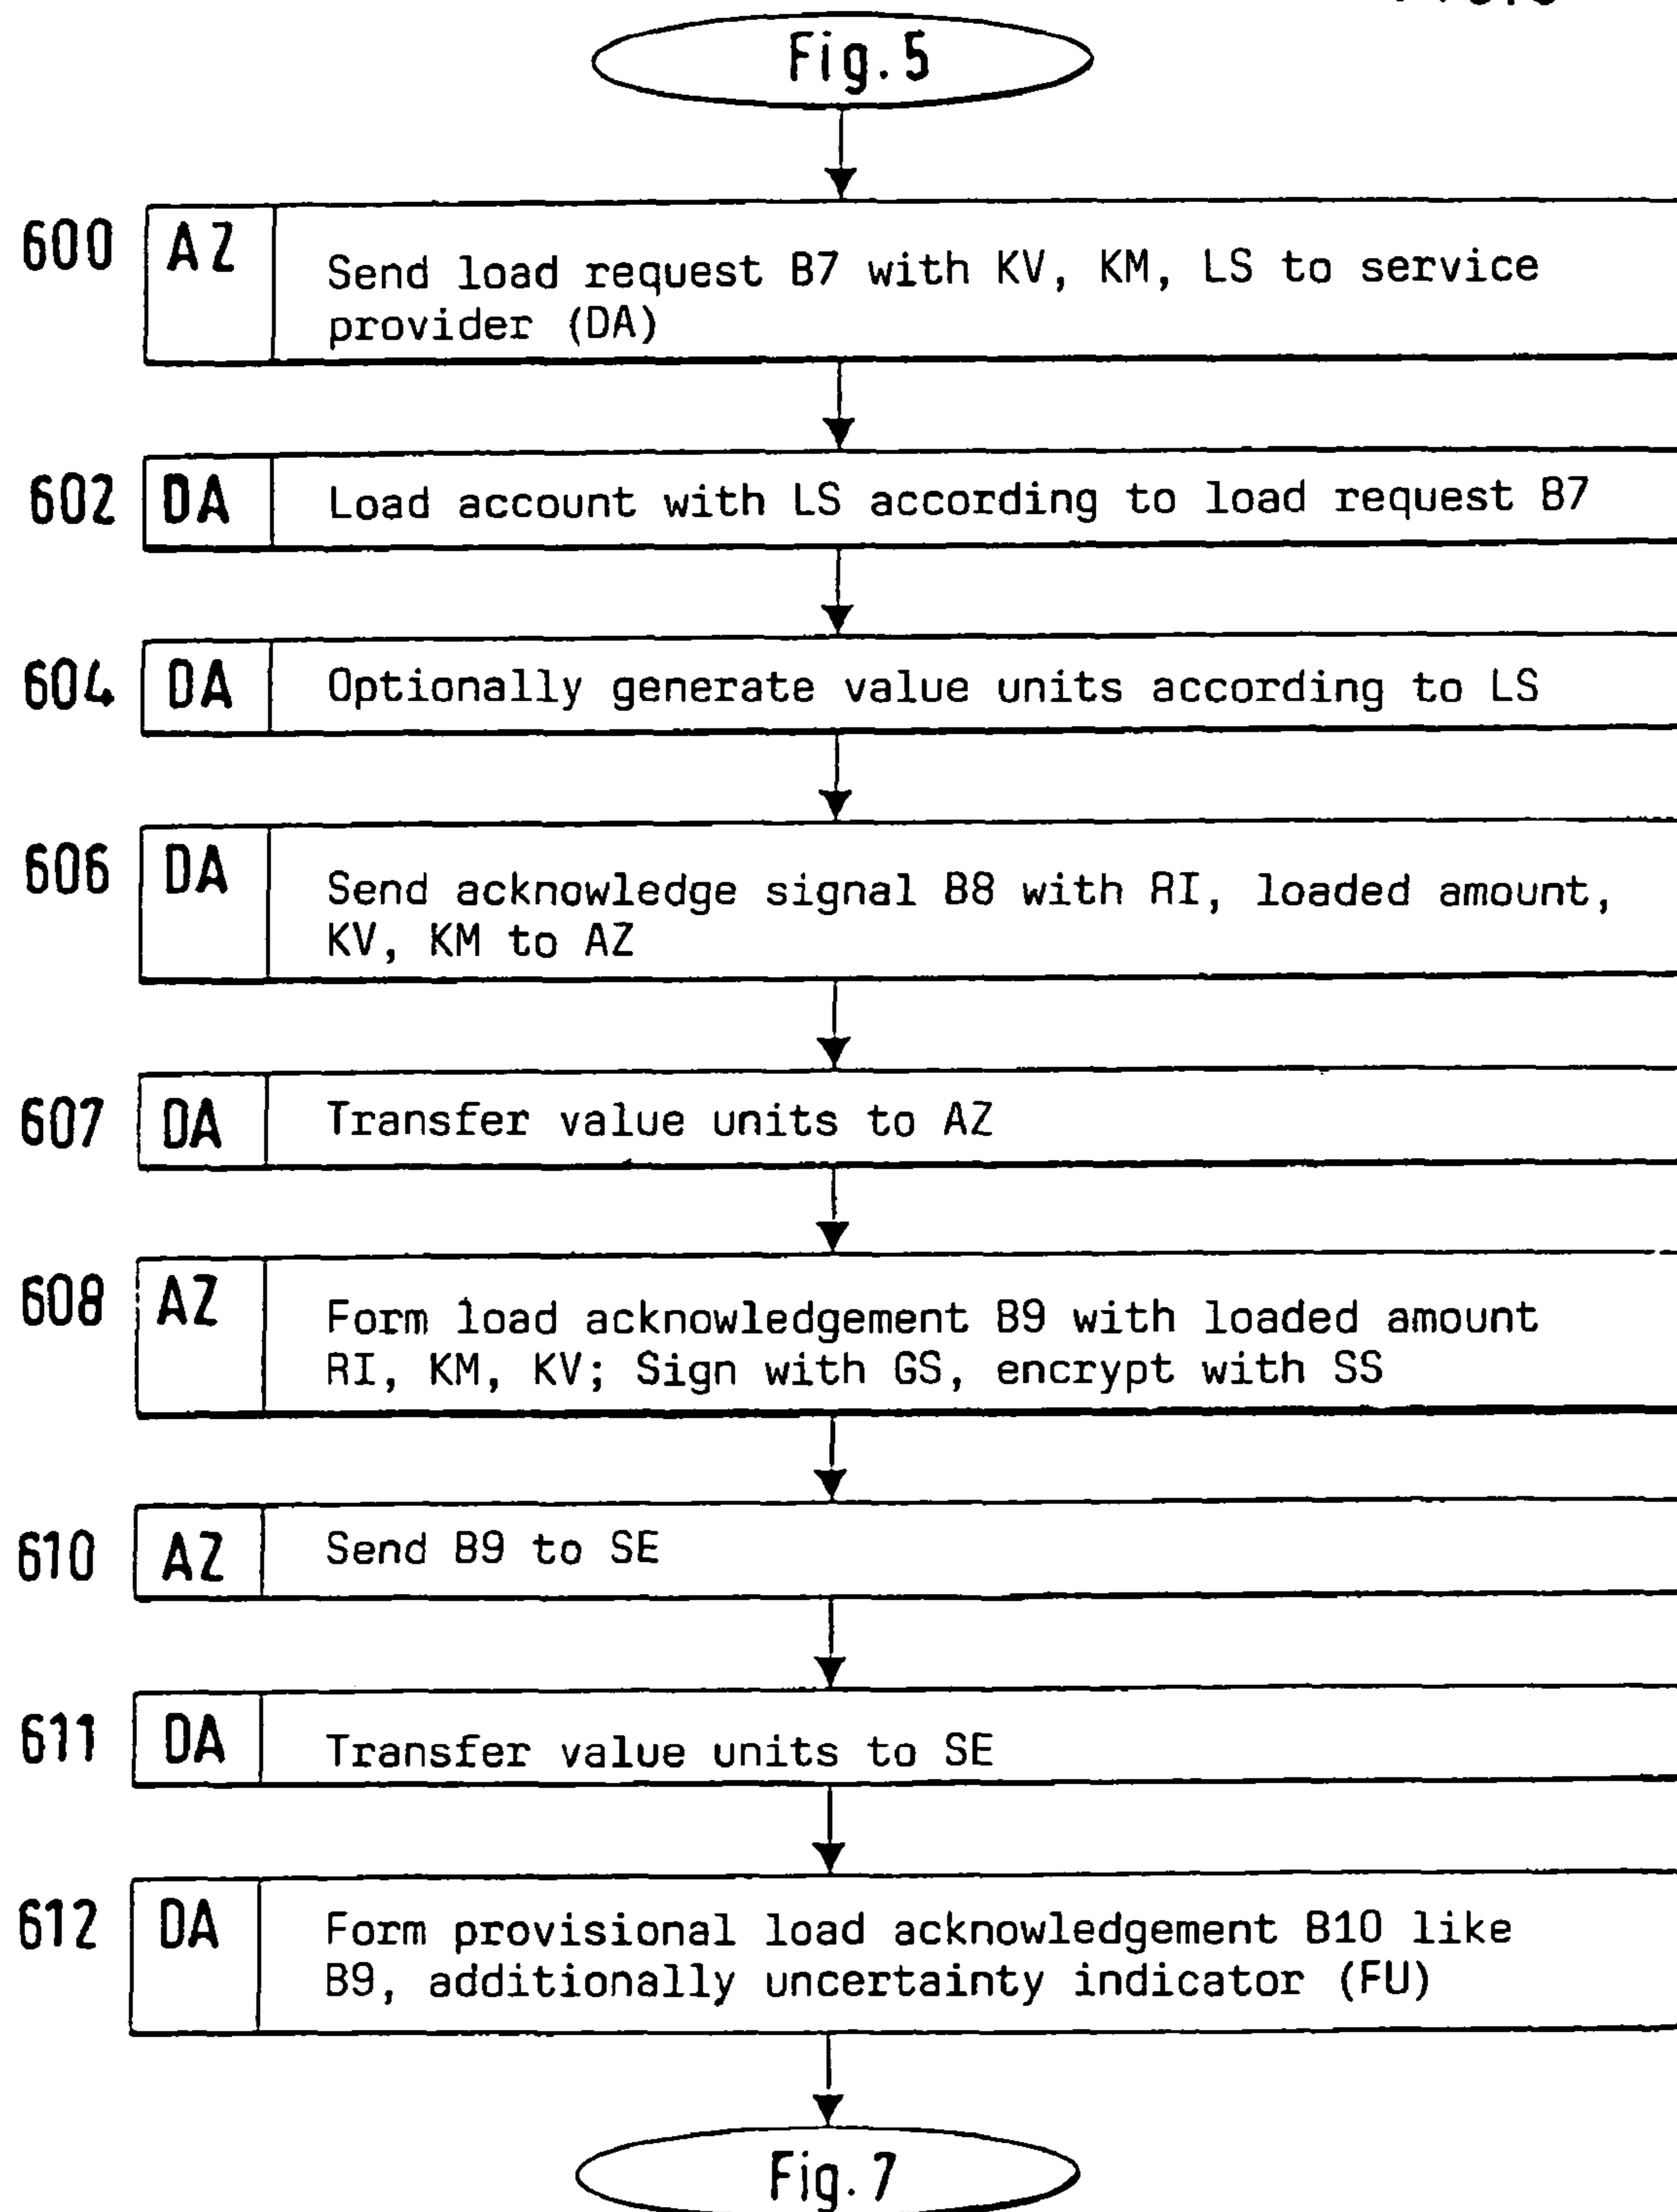 Fig. 5
600 AZ Send load request B7 with KV, KM, LS to service
provider (DA)
602 DA Load account with LS according to load request B7
604 DA Optionally generate value units according to LS
606 DA Send acknowledge signal B8 with RI, loaded amount,
KV, KM to AZ
607 DA Transfer value units to AZ
608 AZ Form load acknowledgement B9 with loaded amount
RI, KM, KV; Sign with GS, encrypt with SS
610 AZ Send B9 to SE
611 DA Transfer value units to SE
612 DA Form provisional load acknowledgement B10 like
B9, additionally uncertainty indicator (FU)
Fig. 7